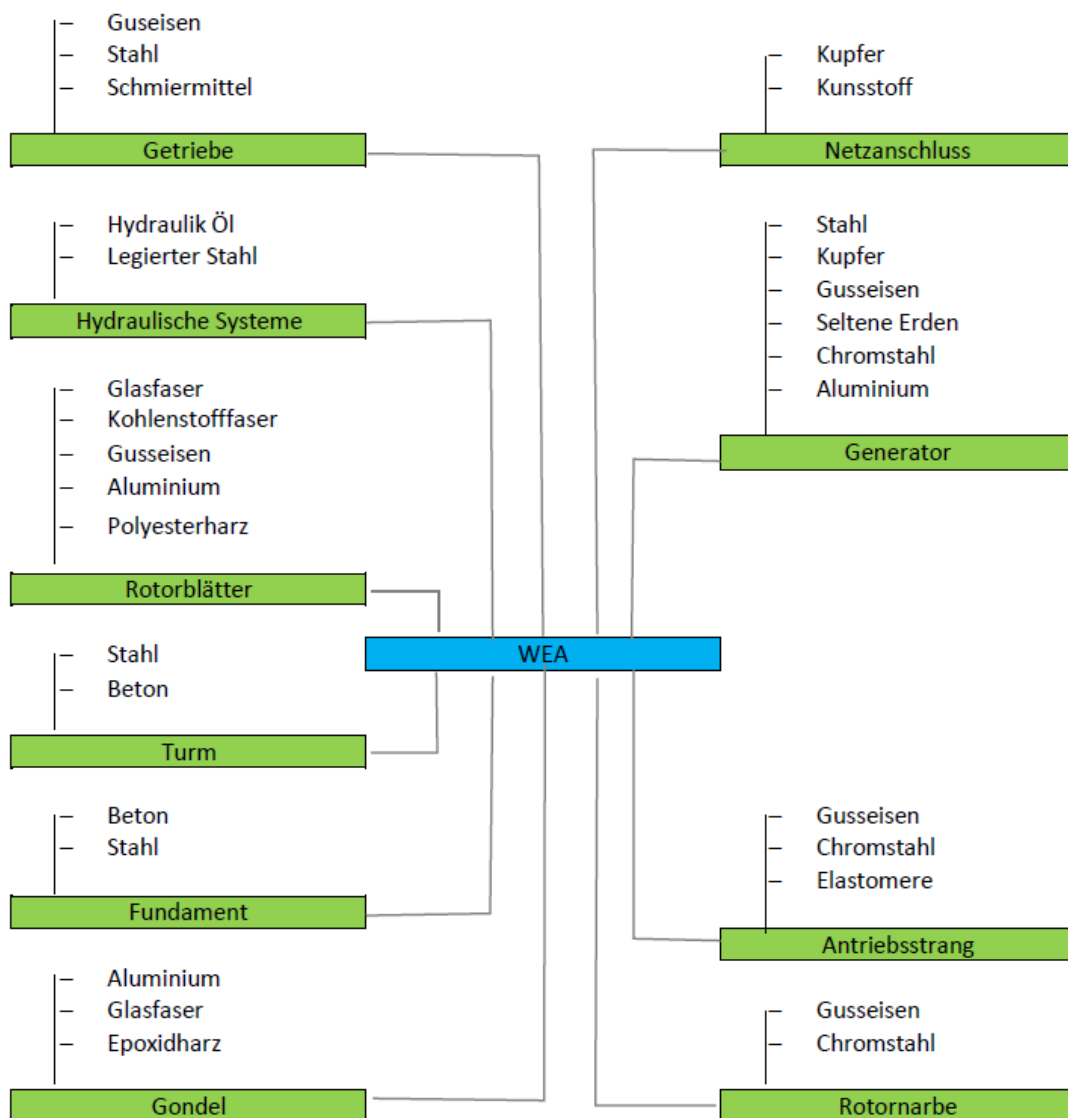 – Guseisen
– Stahl
– Schmiermittel
Getriebe
– Hydraulik Öl
– Legierter Stahl
Hydraulische Systeme
– Glasfaser
– Kohlenstofffaser
– Gusseisen
– Aluminium
– Polyesterharz
Rotorblätter
– Stahl
– Beton
Turm
– Beton
– Stahl
Fundament
– Aluminium
– Glasfaser
– Epoxidharz
Gondel
WEA
– Kupfer
– Kunsstoff
Netzanschluss
– Stahl
– Kupfer
– Gusseisen
– Seltene Erden
– Chromstahl
– Aluminium
Generator
– Gusseisen
– Chromstahl
– Elastomere
Antriebsstrang
– Gusseisen
– Chromstahl
Rotornarbe